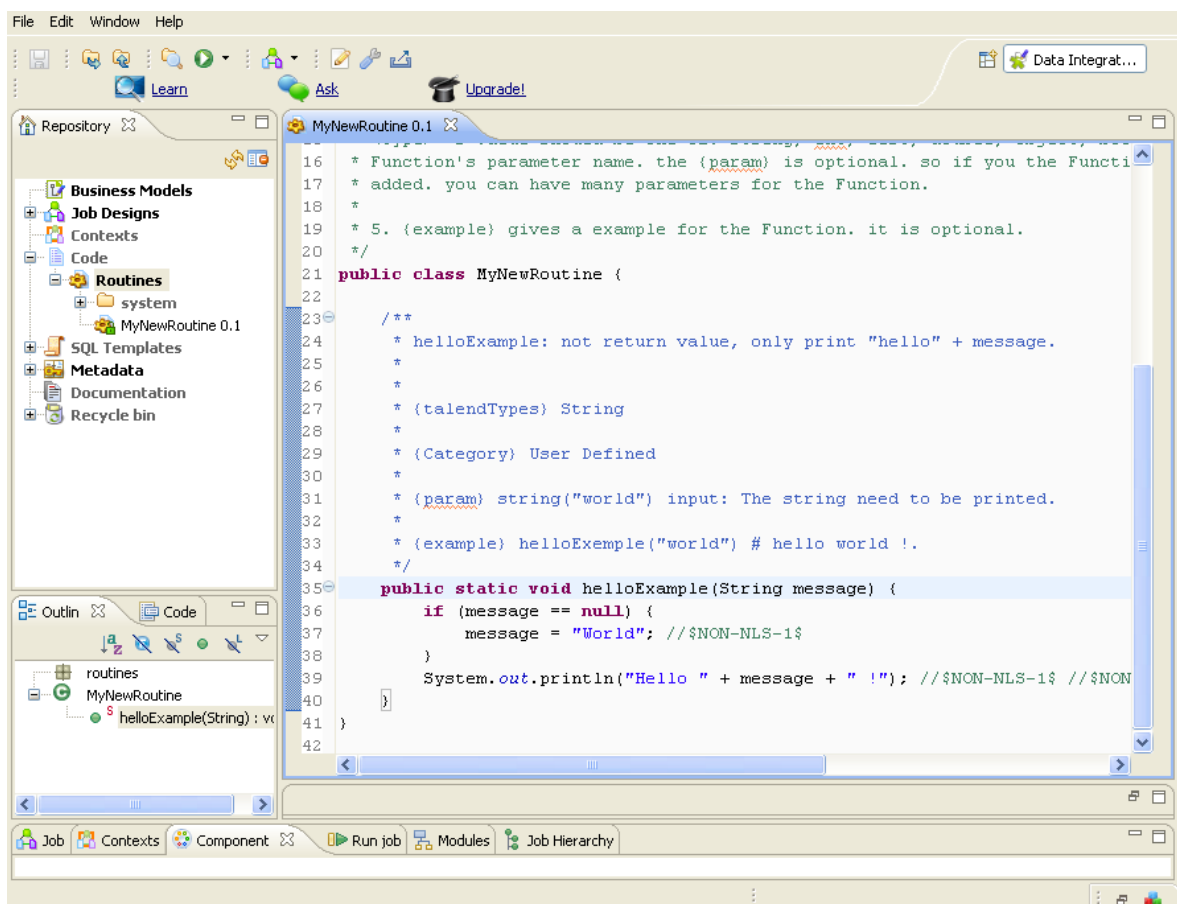 File Edit Window Help
Data Integrat...
Learn Ask Upgrade!
Repository
Business Models
Job Designs
Contexts
Code
Routines
system
MyNewRoutine 0.1
SQL Templates
Metadata
Documentation
Recycle bin
Outlin Code
routines
MyNewRoutine
helloExample(String) : vo
MyNewRoutine 0.1
16 * Function's parameter name. the {param} is optional. so if you the Functi
17 * added. you can have many parameters for the Function.
18 *
19 * 5. {example} gives a example for the Function. it is optional.
20 */
21 public class MyNewRoutine {
22
23 /**
24 * helloExample: not return value, only print "hello" + message.
25 *
26 *
27 * {talendTypes} String
28 *
29 * {Category} User Defined
30 *
31 * {param} string("world") input: The string need to be printed.
32 *
33 * {example} helloExemple("world") # hello world !.
34 */
35 public static void helloExample(String message) {
36 if (message == null) {
37 message = "World"; //$NON-NLS-1$
38 }
39 System.out.println("Hello " + message + " !"); //$NON-NLS-1$ //$NON
40 }
41 }
42
Job Contexts Component Run job Modules Job Hierarchy